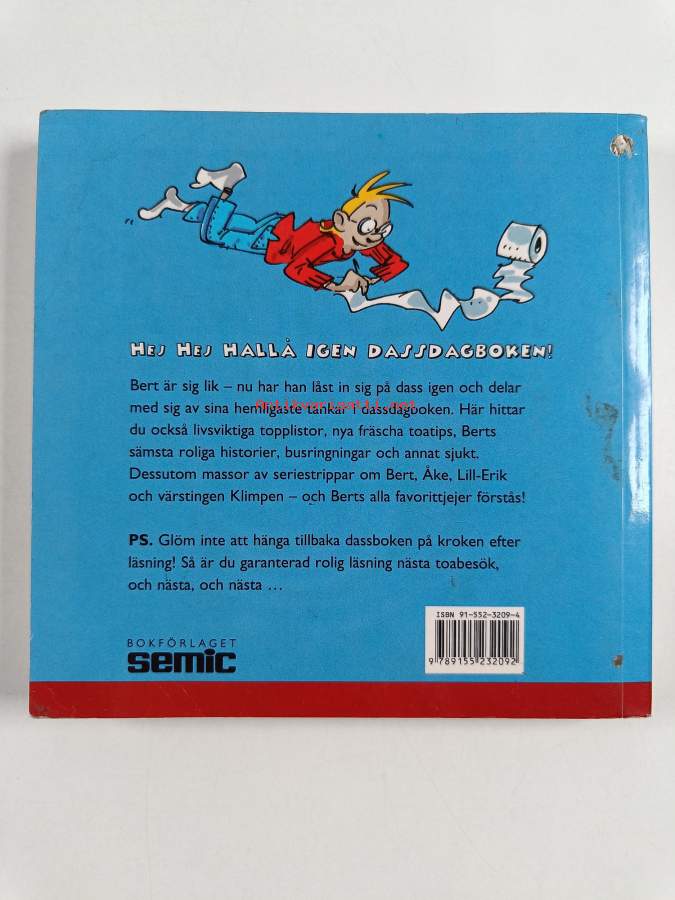 HEJ HEJ HALLÅ IGEN DASSDAGBOKEN!
Bert är sig lik – nu har han låst in sig på dass igen och delar
med sig av sina hemligaste tankar i dassdagboken. Här hittar
Antikvariaatti.net
du också livsviktiga topplistor, nya fräscha toatips, Berts
sämsta roliga historier, busringningar och annat sjukt.
Dessutom massor av seriestrippar om Bert, Åke, Lill-Erik
och värstingen Klimpen – och Berts alla favorittjejer förstås!
PS. Glöm inte att hänga tillbaka dassboken på kroken efter
läsning! Så är du garanterad rolig läsning nästa toabesök,
och nästa, och nästa ...
ISBN 91-552-3209-4
9 789155 232092
BOKFÖRLAGET
semic